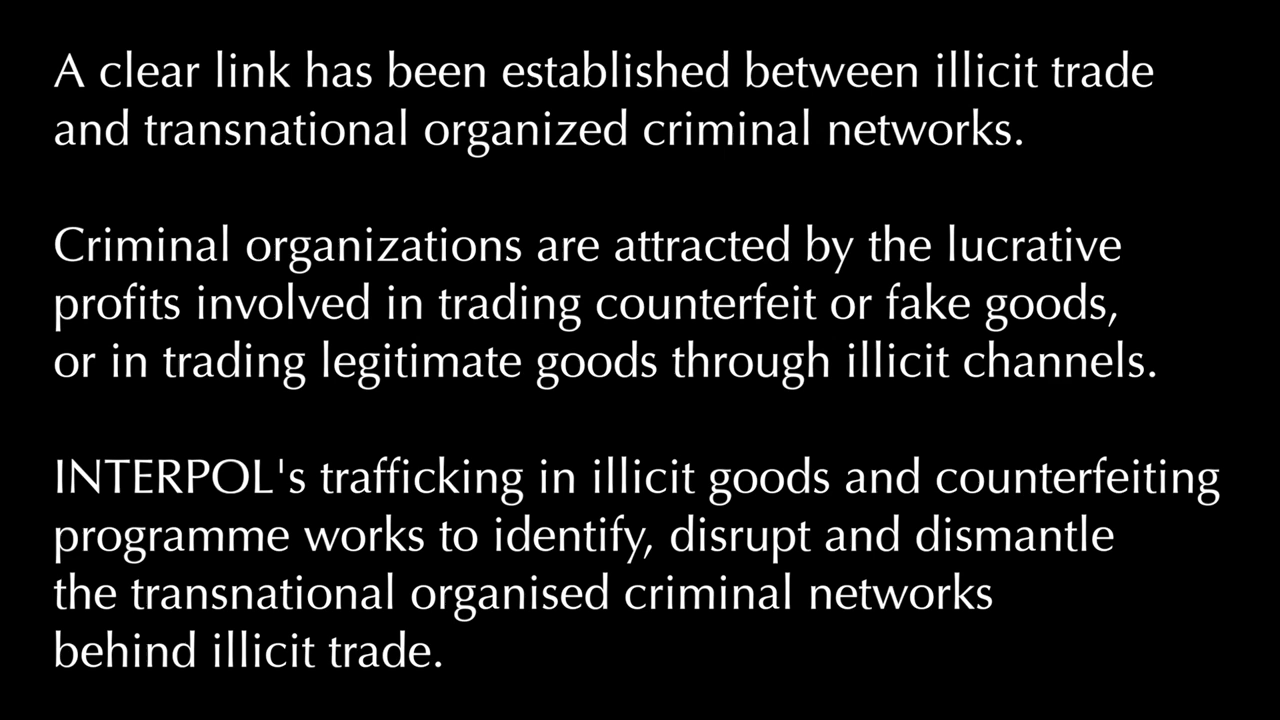 A clear link has been established between illicit trade
and transnational organized criminal networks.
Criminal organizations are attracted by the lucrative
profits involved in trading counterfeit or fake goods,
or in trading legitimate goods through illicit channels.
INTERPOL's trafficking in illicit goods and counterfeiting
programme works to identify, disrupt and dismantle
the transnational organised criminal networks
behind illicit trade.